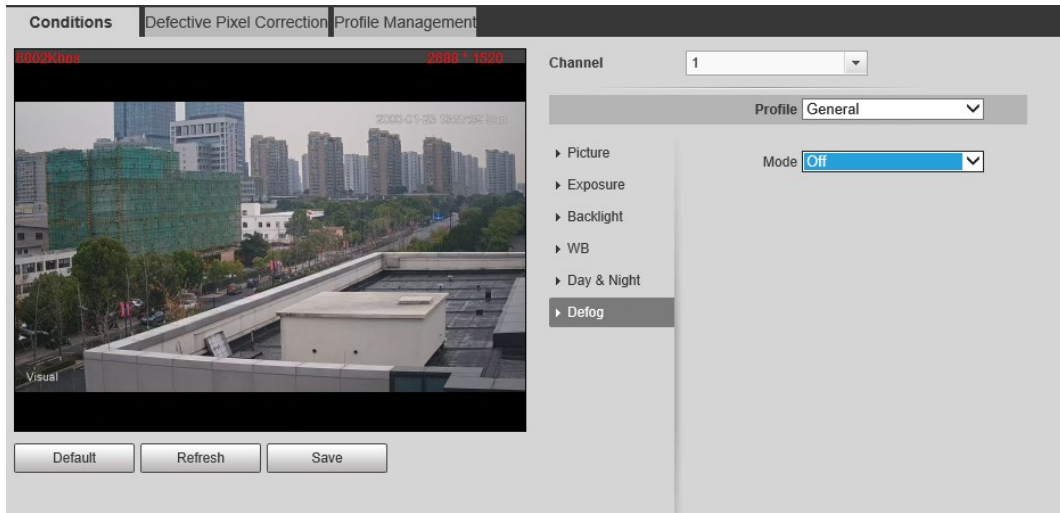 Conditions
Defective Pixel Correction
Profile Management
6002Kbps
2688 * 1520
Visual
Default
Refresh
Save
Channel
1
Profile
General
Picture
Exposure
Backlight
WB
Day & Night
Defog
Mode
Off